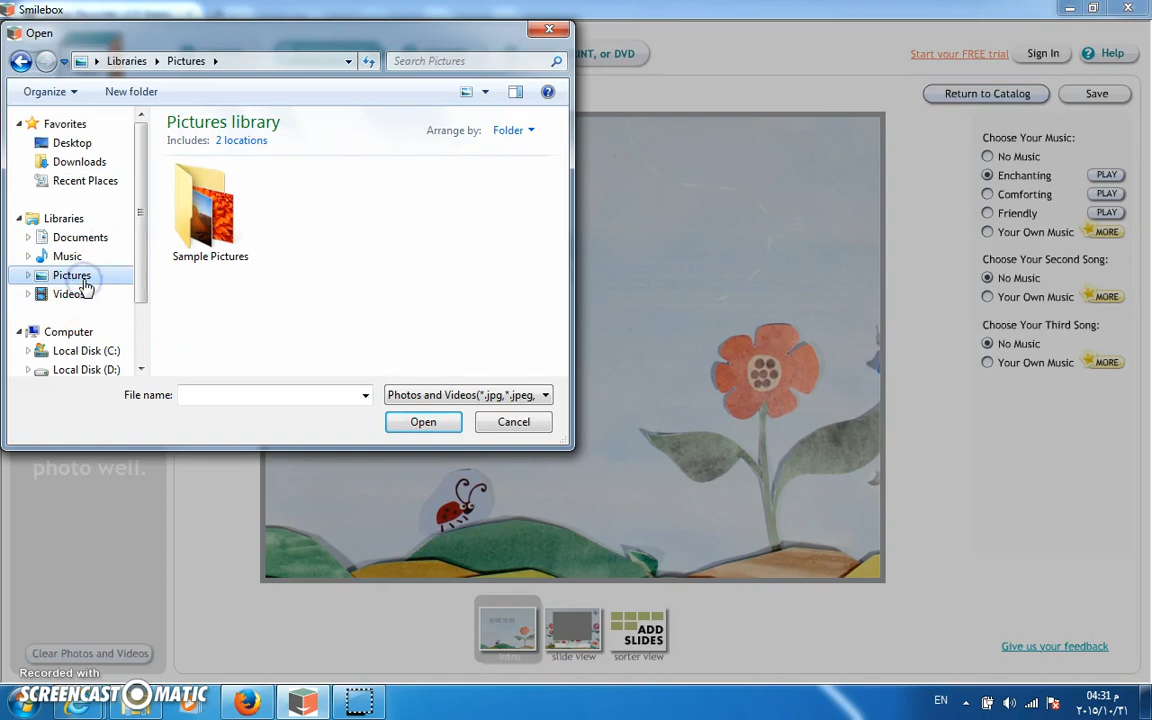 Smilebox
Open
Libraries
Pictures
Search Pictures
Organize
New folder
Favorites
Desktop
Downloads
Recent Places
Libraries
Documents
Music
Pictures
Videos
Computer
Local Disk (C:)
Local Disk (D:)
Pictures library
Includes: 2 locations
Arrange by: Folder
Sample Pictures
File name:
Photos and Videos(*.jpg,*.jpeg,
Open
Cancel
PRINT, or DVD
Start your FREE trial
Sign In
Help
Return to Catalog
Save
Choose Your Music:
No Music
Enchanting PLAY
Comforting PLAY
Friendly PLAY
Your Own Music MORE
Choose Your Second Song:
No Music
Your Own Music MORE
Choose Your Third Song:
No Music
Your Own Music MORE
photo well.
intro
slide view
ADD
SLIDES
sorter view
Clear Photos and Videos
Give us your feedback
Recorded with
SCREENCAST MATIC
EN
04:31 م
٢٠١٥/١٠/٣١